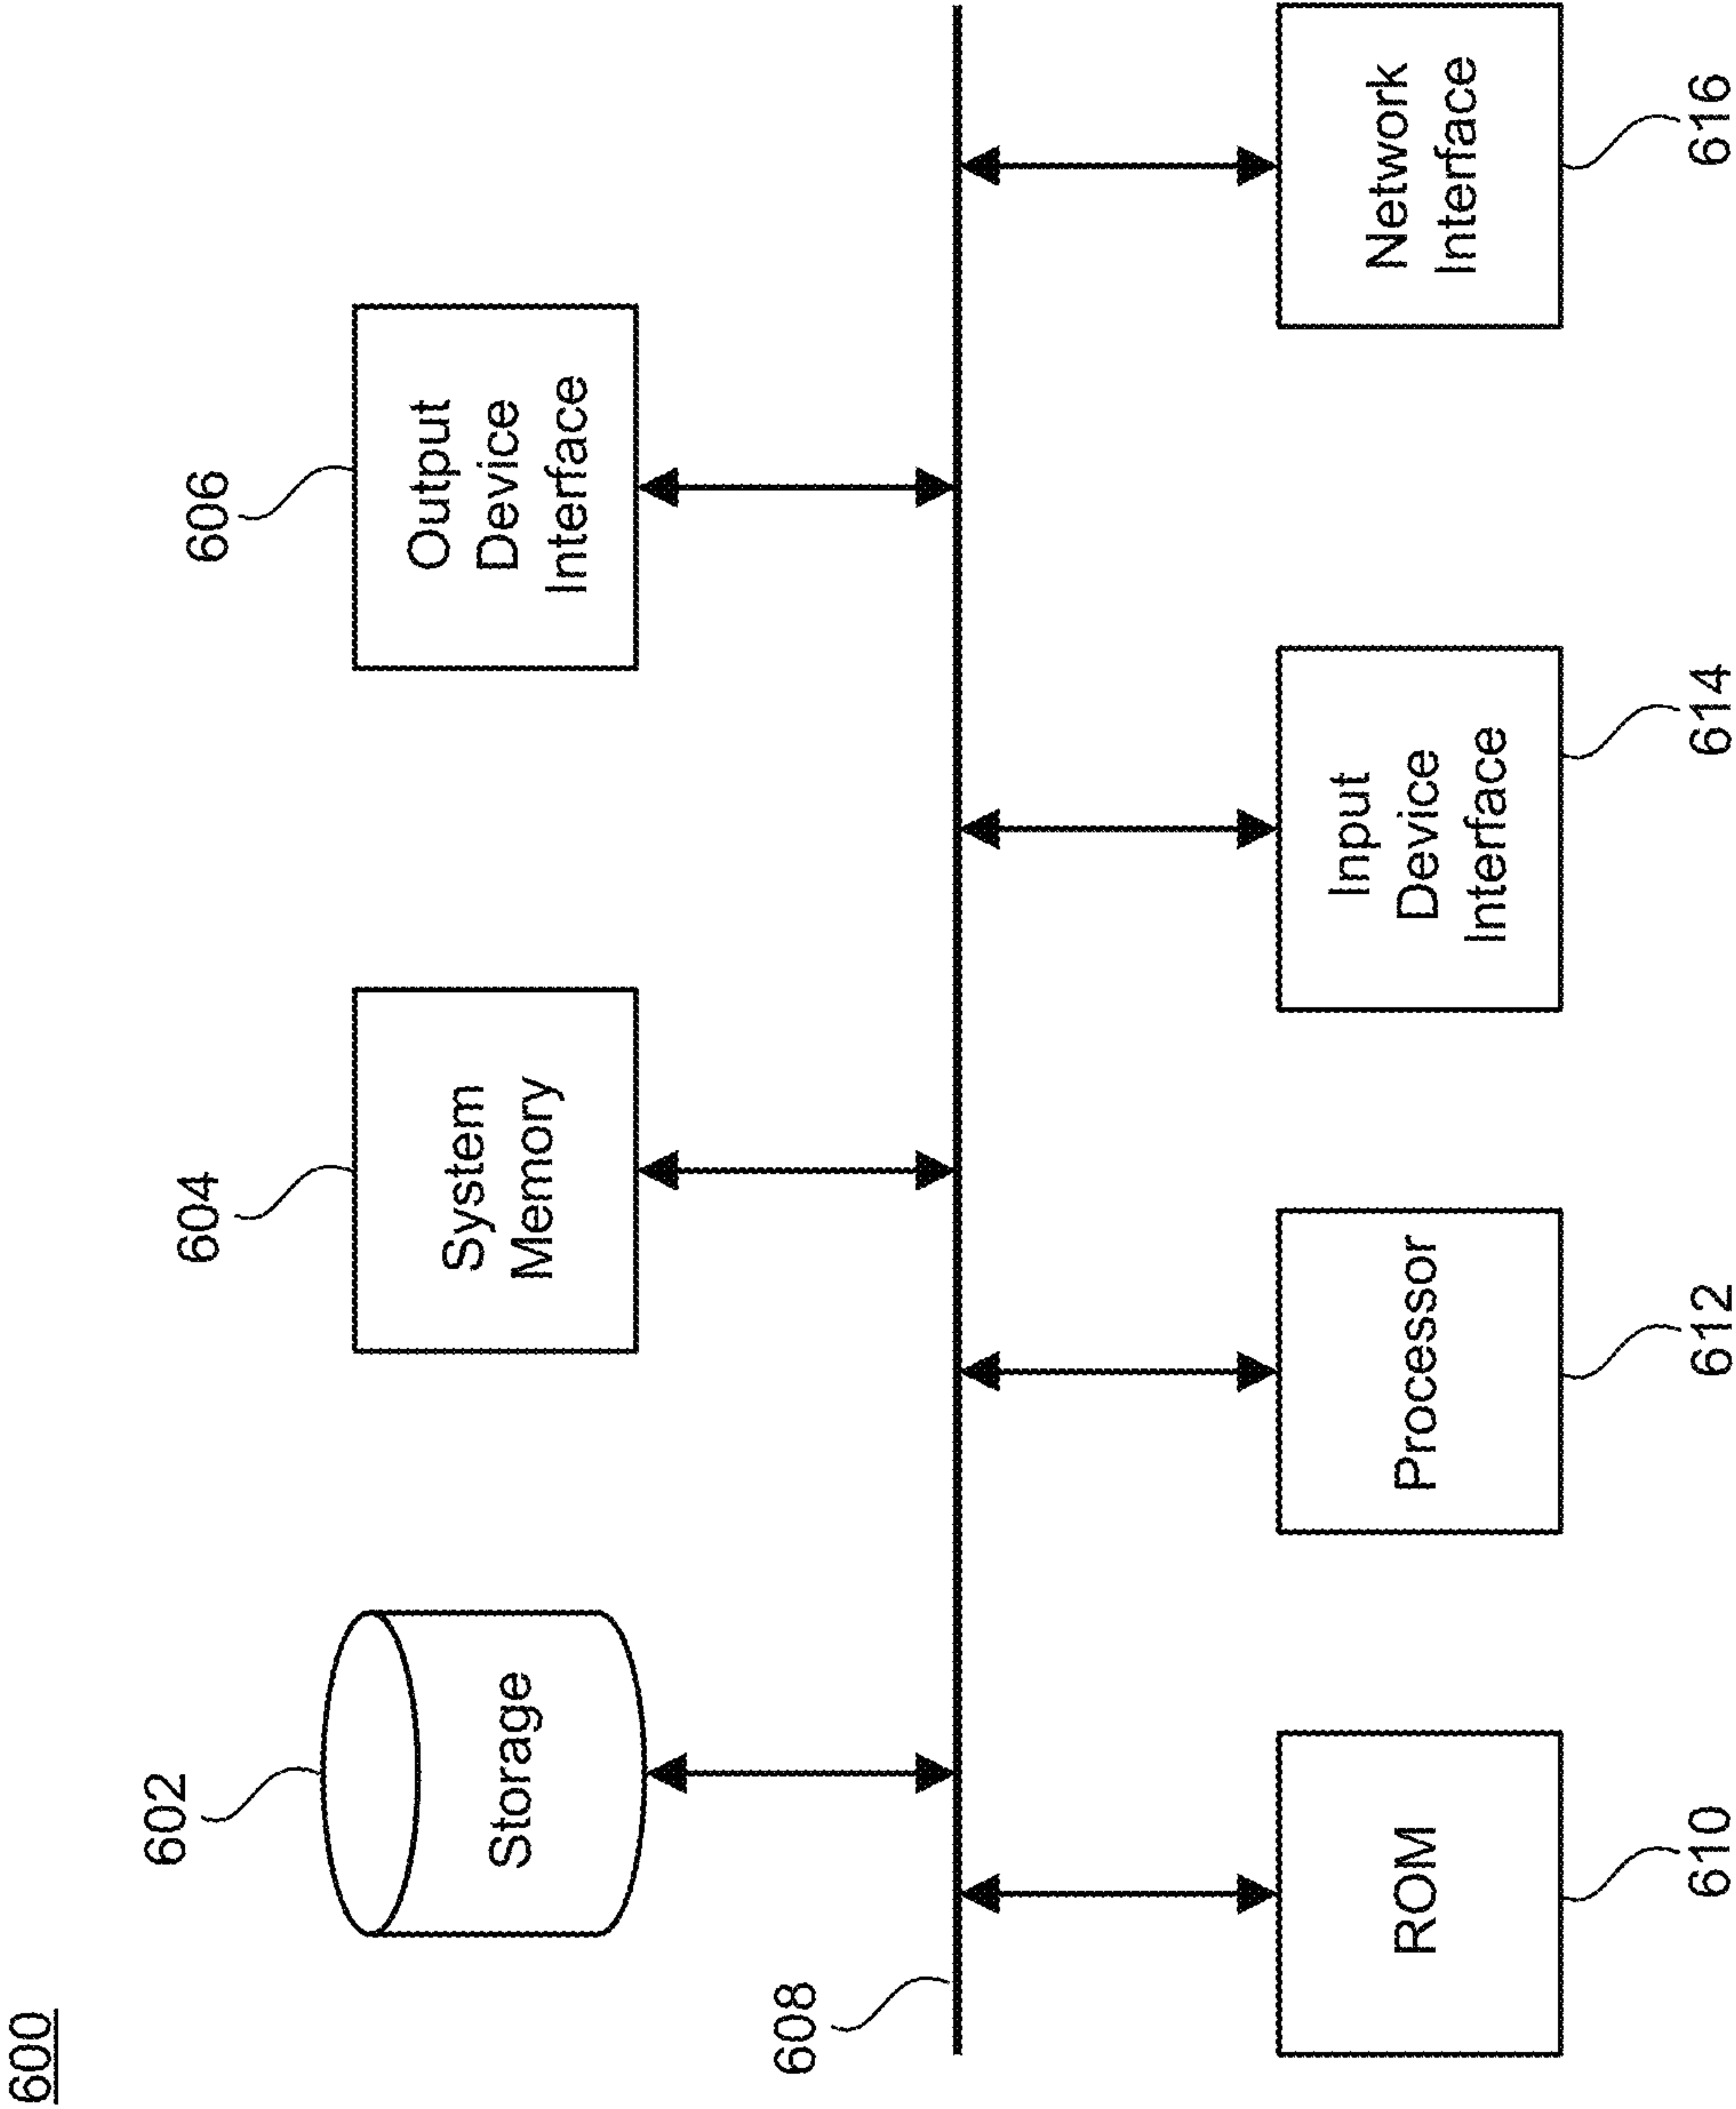 600
602
Storage
604
System
Memory
606
Output
Device
Interface
608
ROM
610
Processor
612
Input
Device
Interface
614
Network
Interface
616